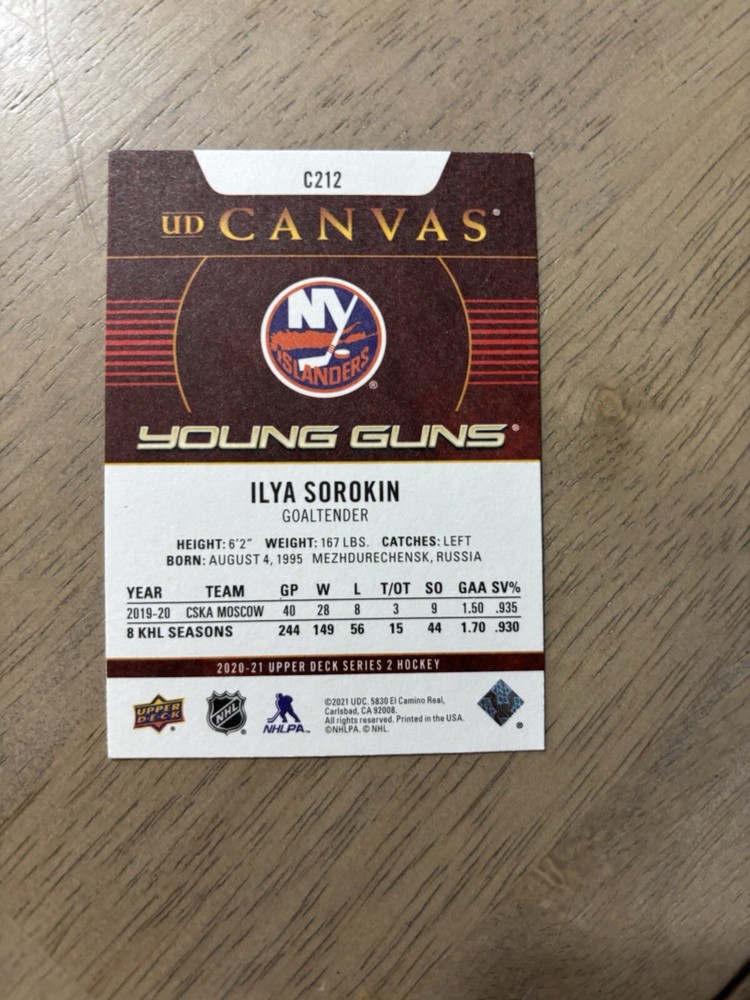 C212
UD CANVAS®
NY
ISLANDERS
®
YOUNG GUNS®
ILYA SOROKIN
GOALTENDER
HEIGHT: 6'2" WEIGHT: 167 LBS. CATCHES: LEFT
BORN: AUGUST 4, 1995 MEZHDURECHENSK, RUSSIA
YEAR TEAM GP W L T/OT SO GAA SV%
2019-20 CSKA MOSCOW 40 28 8 3 9 1.50 .935
8 KHL SEASONS 244 149 56 15 44 1.70 .930
2020-21 UPPER DECK SERIES 2 HOCKEY
UPPER
D·E·C·K
®
NHL
®
NHLPA™
©2021 UDC. 5830 El Camino Real,
Carlsbad, CA 92008.
All rights reserved. Printed in the USA.
©NHLPA. © NHL.
®